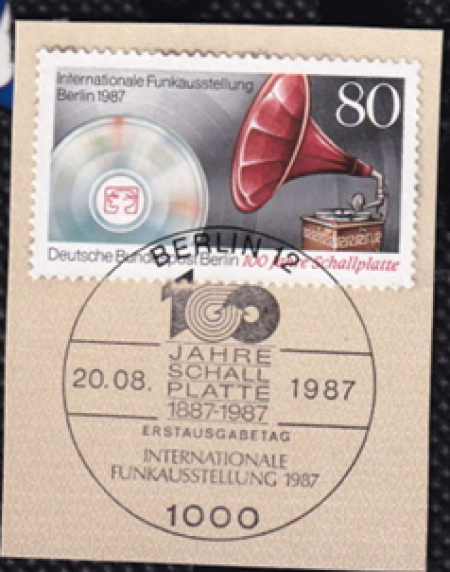 Internationale Funkausstellung
Berlin 1987
80
Deutsche Bundespost Berlin 100 Jahre Schallplatte
BERLIN 12
100
JAHRE
SCHALL
PLATTE
1887-1987
20.08. 1987
ERSTAUSGABETAG
INTERNATIONALE
FUNKAUSSTELLUNG 1987
1000